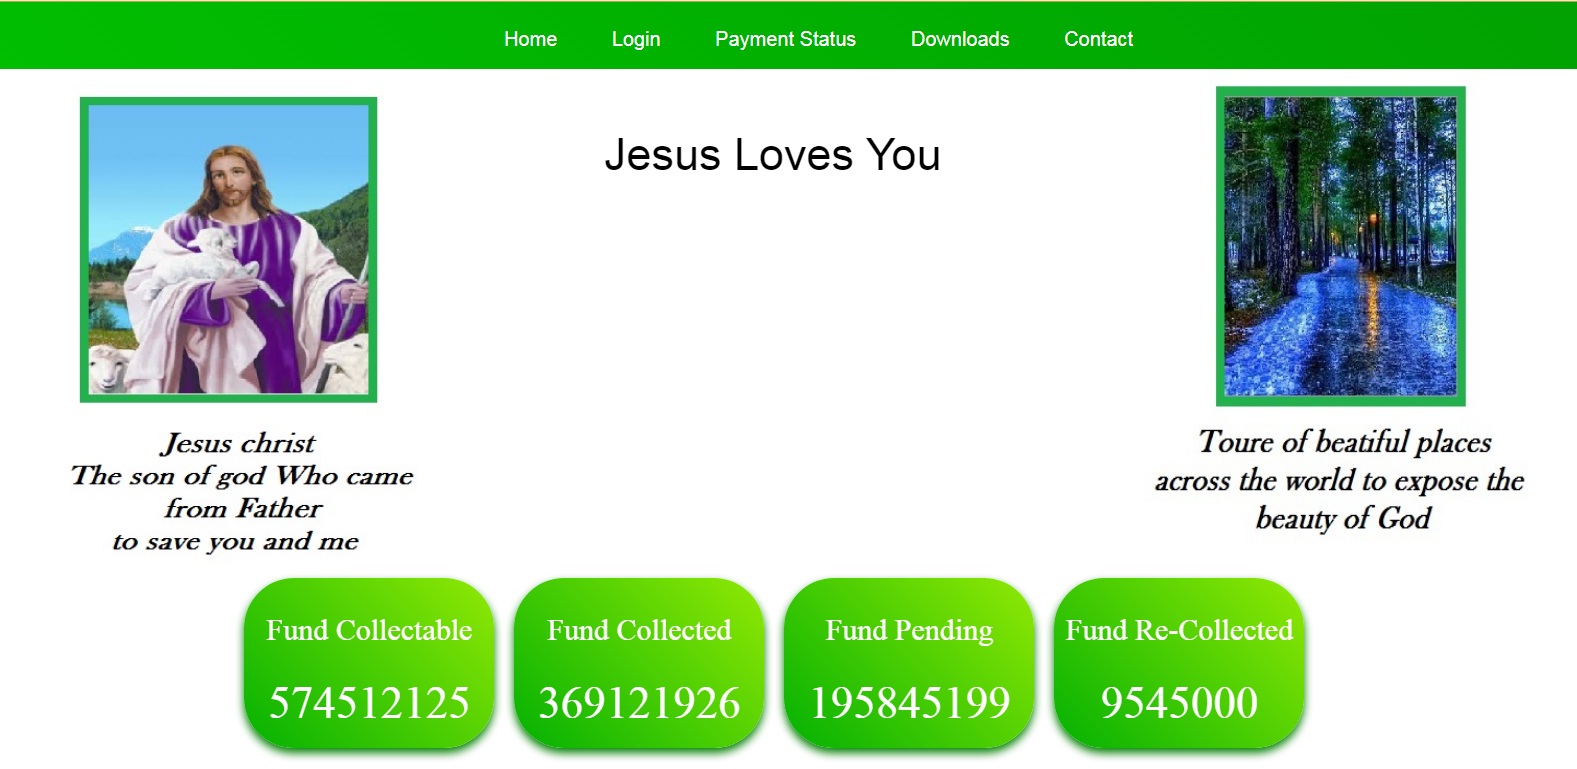 Home Login Payment Status Downloads Contact
Jesus Loves You
Jesus christ
The son of god Who came
from Father
to save you and me
Toure of beatiful places
across the world to expose the
beauty of God
Fund Collectable
574512125
Fund Collected
369121926
Fund Pending
195845199
Fund Re-Collected
9545000